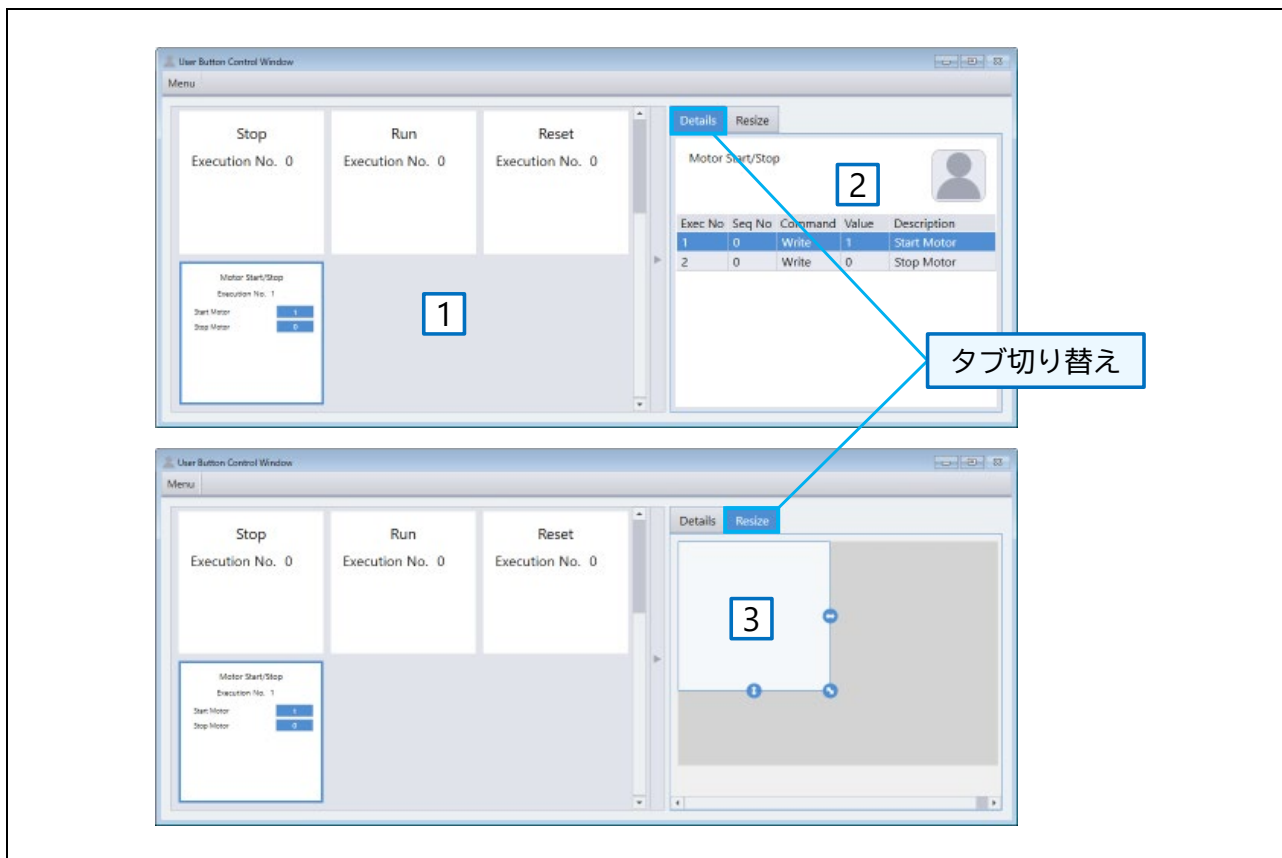 User Button Control Window
Menu
Stop
Execution No. 0
Run
Execution No. 0
Reset
Execution No. 0
Motor Start/Stop
Execution No. 1
Start Motor 1
Stop Motor 0
1
Details Resize
Motor Start/Stop
2
Exec No Seq No Command Value Description
1 0 Write 1 Start Motor
2 0 Write 0 Stop Motor
タブ切り替え
User Button Control Window
Menu
Stop
Execution No. 0
Run
Execution No. 0
Reset
Execution No. 0
Motor Start/Stop
Execution No. 1
Start Motor 1
Stop Motor 0
Details Resize
3